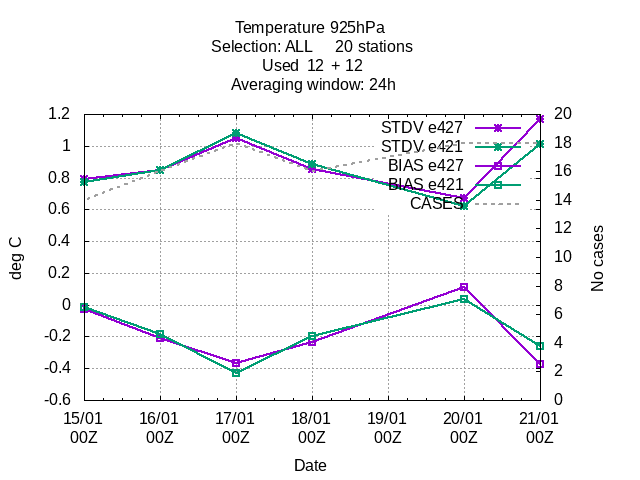 Temperature 925hPa
Selection: ALL     20 stations
Used  12 + 12
Averaging window: 24h
1.2
1
0.8
0.6
0.4
0.2
0
-0.2
-0.4
-0.6
deg C
STDV e427
STDV e421
BIAS e427
BIAS e421
CASES
20
18
16
14
12
10
8
6
4
2
0
No cases
15/01 16/01 17/01 18/01 19/01 20/01 21/01
00Z 00Z 00Z 00Z 00Z 00Z 00Z
Date